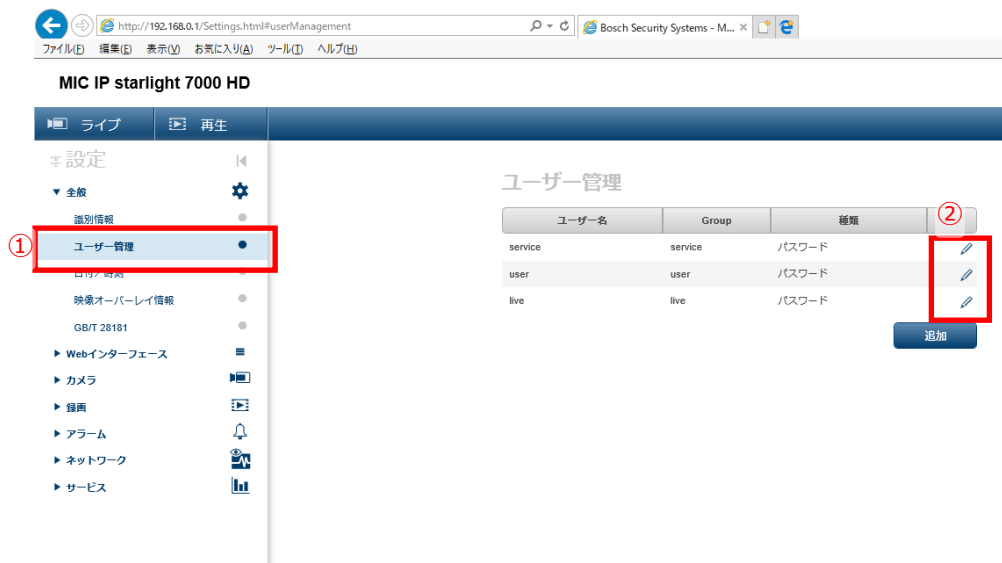 http://192.168.0.1/Settings.html#userManagement
Bosch Security Systems - M...
ファイル(F) 編集(E) 表示(V) お気に入り(A) ツール(T) ヘルプ(H)
MIC IP starlight 7000 HD
ライブ 再生
設定
全般
識別情報
① ユーザー管理
日付／時刻
映像オーバーレイ情報
GB/T 28181
Webインターフェース
カメラ
録画
アラーム
ネットワーク
サービス
ユーザー管理
ユーザー名 Group 種類 ②
service service パスワード
user user パスワード
live live パスワード
追加